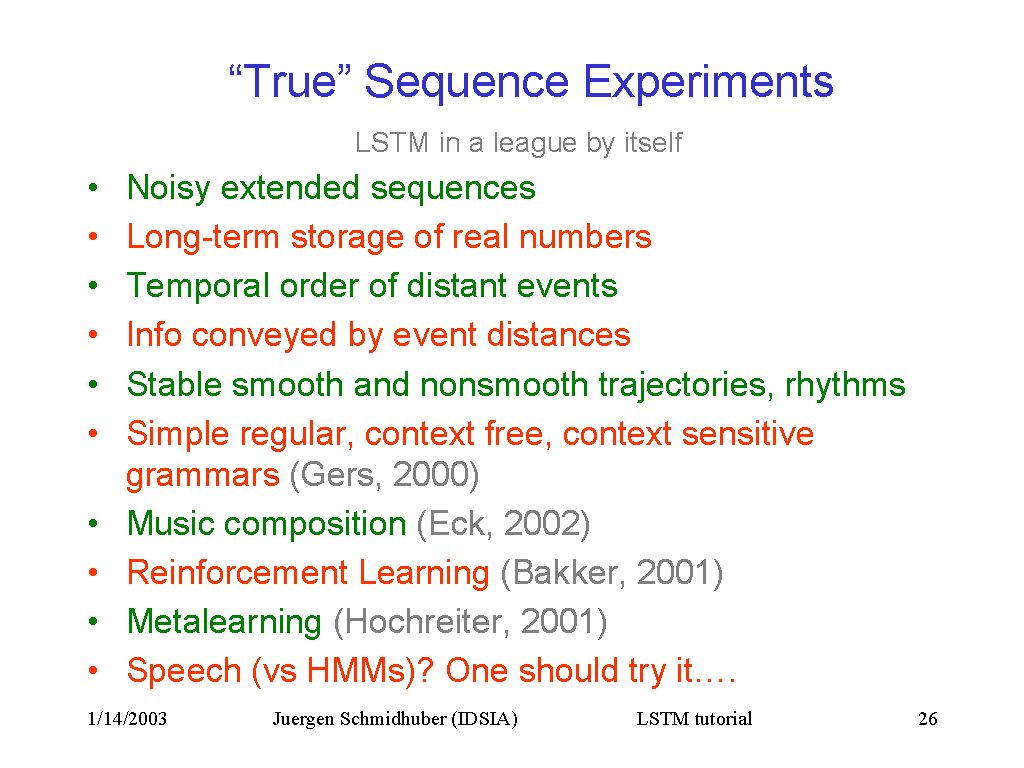 “True” Sequence Experiments
LSTM in a league by itself
• Noisy extended sequences
• Long-term storage of real numbers
• Temporal order of distant events
• Info conveyed by event distances
• Stable smooth and nonsmooth trajectories, rhythms
• Simple regular, context free, context sensitive
grammars (Gers, 2000)
• Music composition (Eck, 2002)
• Reinforcement Learning (Bakker, 2001)
• Metalearning (Hochreiter, 2001)
• Speech (vs HMMs)? One should try it….
1/14/2003 Juergen Schmidhuber (IDSIA) LSTM tutorial 26